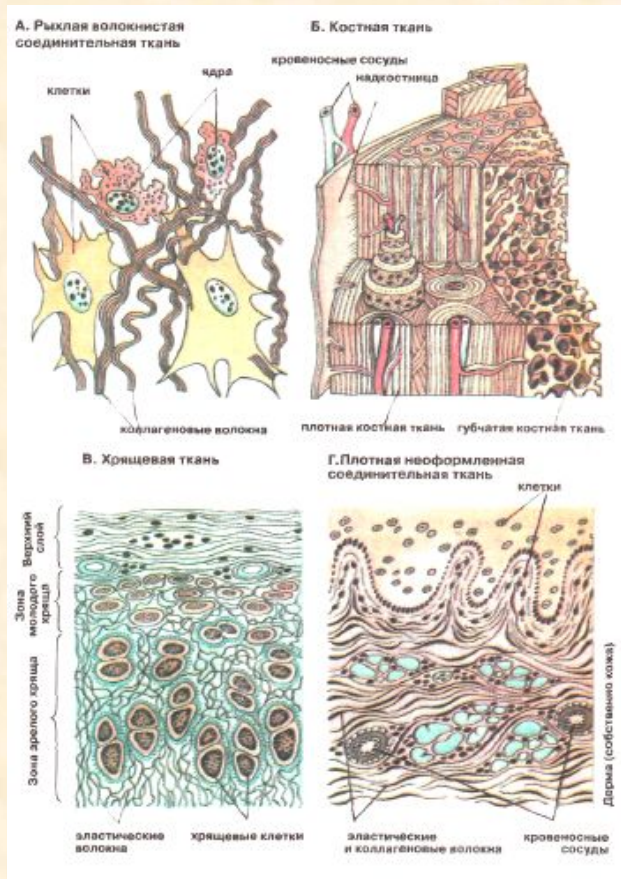 А. Рыхлая волокнистая
соединительная ткань
ядра
клетки
коллагеновые волокна
Б. Костная ткань
кровеносные сосуды
надкостница
плотная костная ткань
губчатая костная ткань
В. Хрящевая ткань
Верхний
слой
Зона
молодого
хряща
Зона зрелого хряща
эластические
волокна
хрящевые клетки
Г.Плотная неоформленная
соединительная ткань
клетки
Дерма (собственно кожа)
эластические
и коллагеновые волокна
кровеносные
сосуды